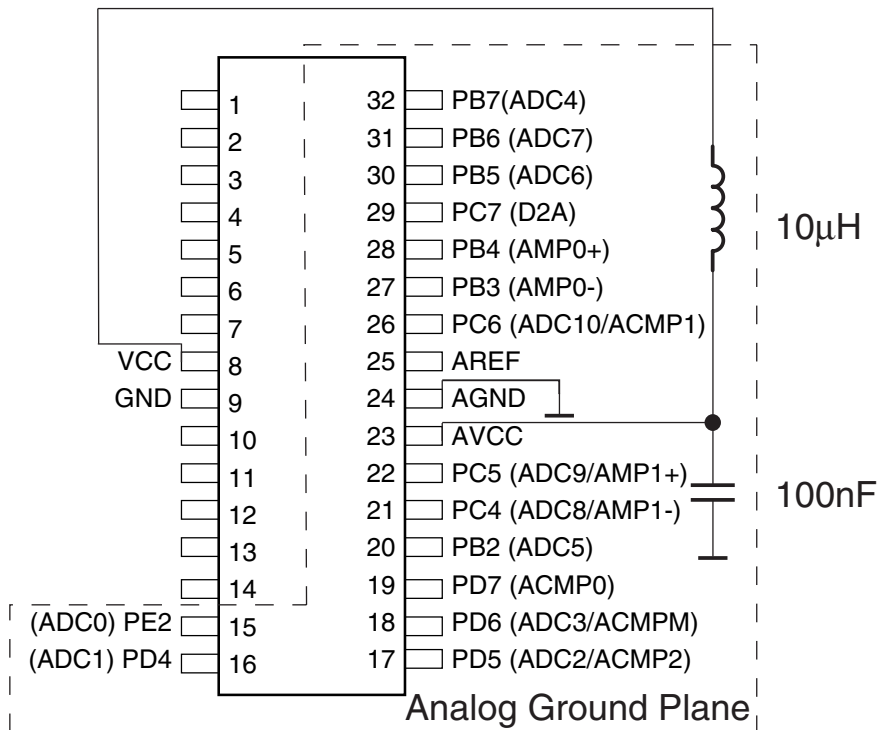 1
32
PB7(ADC4)
2
31
PB6 (ADC7)
3
30
PB5 (ADC6)
4
29
PC7 (D2A)
5
28
PB4 (AMP0+)
6
27
PB3 (AMP0-)
7
26
PC6 (ADC10/ACMP1)
VCC
8
25
AREF
GND
9
24
AGND
10
23
AVCC
11
22
PC5 (ADC9/AMP1+)
12
21
PC4 (ADC8/AMP1-)
13
20
PB2 (ADC5)
14
19
PD7 (ACMP0)
(ADC0) PE2
15
18
PD6 (ADC3/ACMPM)
(ADC1) PD4
16
17
PD5 (ADC2/ACMP2)
10µH
100nF
Analog Ground Plane